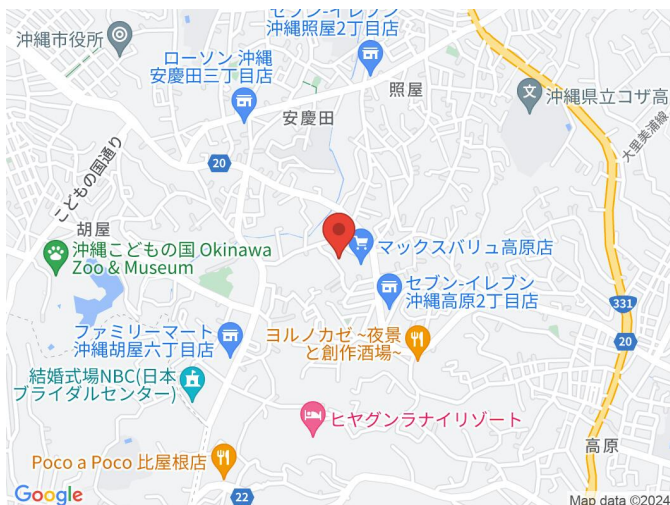 セブン-イレブン
沖縄照屋2丁目店
沖縄市役所
ローソン 沖縄
安慶田三丁目店
照屋
沖縄県立コザ高
安慶田
大里美浦線
20
こどもの国通り
胡屋
沖縄こどもの国 Okinawa
Zoo & Museum
マックスバリュ高原店
セブン-イレブン
沖縄高原2丁目店
331
20
ファミリーマート
沖縄胡屋六丁目店
ヨルノカゼ ~夜景
と創作酒場~
結婚式場NBC(日本
ブライダルセンター)
ヒヤグンラナイリゾート
高原
Poco a Poco 比屋根店
22
Google
Map data ©2024